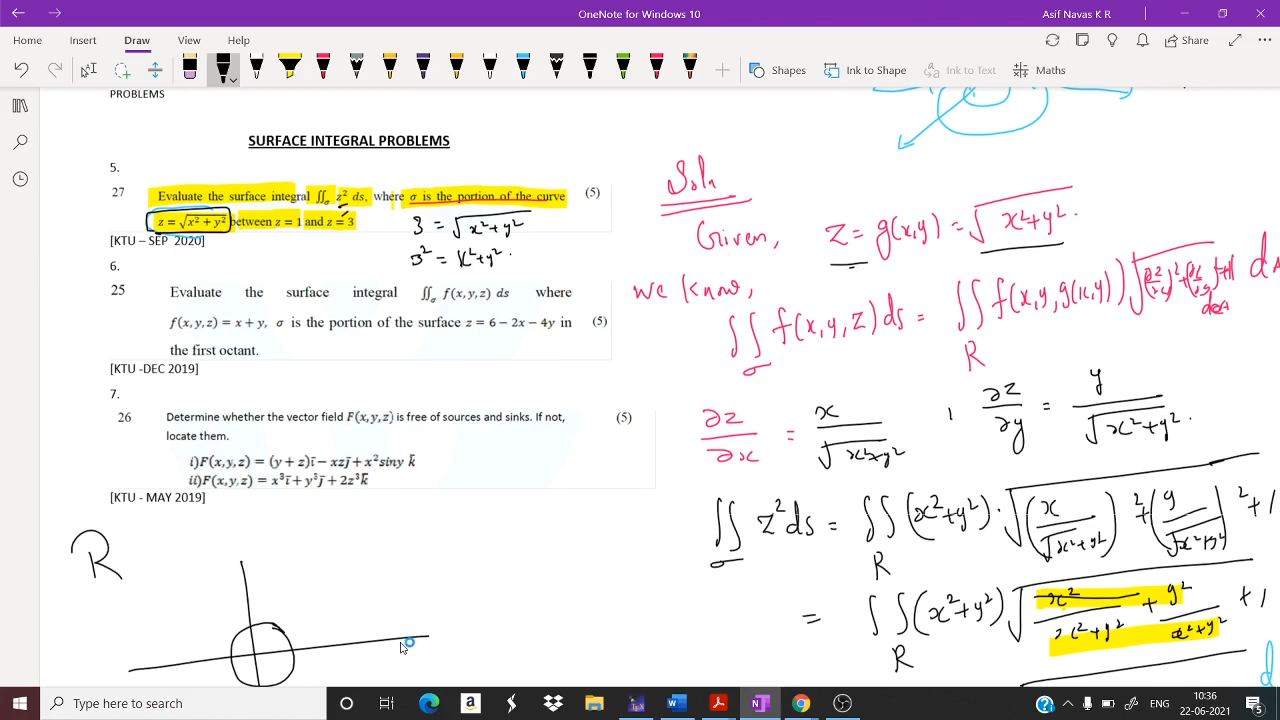 OneNote for Windows 10
Asif Navas K R
Home Insert Draw View Help Class Notebook
Share
Shapes Ink to Shape Ink to Text Maths
PROBLEMS
SURFACE INTEGRAL PROBLEMS
5.
27 Evaluate the surface integral ∬σ z² ds, where σ is the portion of the curve (5)
z = √x² + y² between z = 1 and z = 3
[KTU – SEP 2020]
3 = √x²+y²
3² = x²+y².
6.
25 Evaluate the surface integral ∬σ f(x, y, z) ds where
f(x, y, z) = x + y, σ is the portion of the surface z = 6 − 2x − 4y in (5)
the first octant.
[KTU -DEC 2019]
7.
26 Determine whether the vector field F(x,y,z) is free of sources and sinks. If not, (5)
locate them.
i)F(x,y,z) = (y + z)ī − xzj̄ + x²siny k̄
ii)F(x,y,z) = x³ī + y³j̄ + 2z³k̄
[KTU - MAY 2019]
R
Soln
Given, z = g(x,y) = √x²+y².
we know,
∬σ f(x,y,z) ds = ∬R f(x,y,g(x,y)) √(∂z/∂x)²+(∂z/∂y)²+1 dA
∂z/∂x = x/√x²+y² , ∂z/∂y = y/√x²+y².
∬σ z² ds = ∬R (x²+y²) · √(x/√x²+y²)² + (y/√x²+y²)² + 1
= ∬R (x²+y²) √x²/x²+y² + y²/x²+y² + 1
d
Type here to search
10:36
ENG
22-06-2021